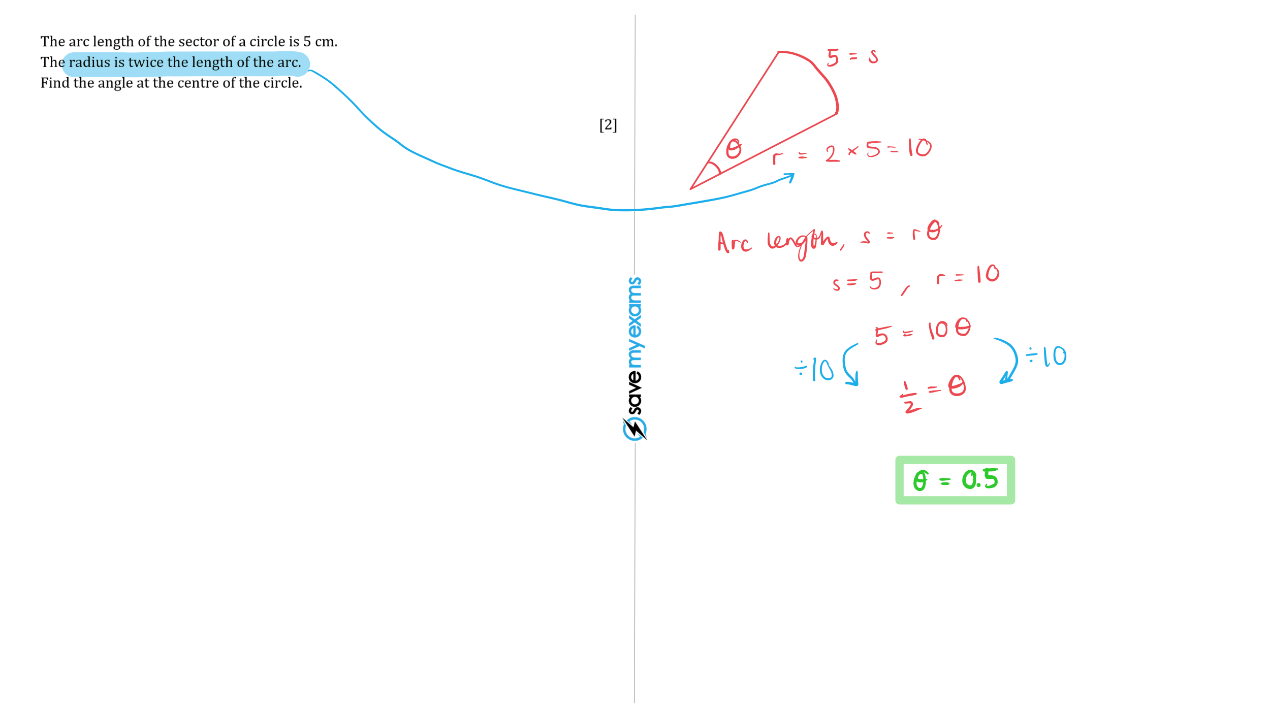 The arc length of the sector of a circle is 5 cm.
The radius is twice the length of the arc.
Find the angle at the centre of the circle.
[2]
5 = s
θ
r = 2 × 5 = 10
Arc length, s = rθ
s = 5 , r = 10
5 = 10θ
÷10 ÷10
1/2 = θ
θ = 0.5
save my exams